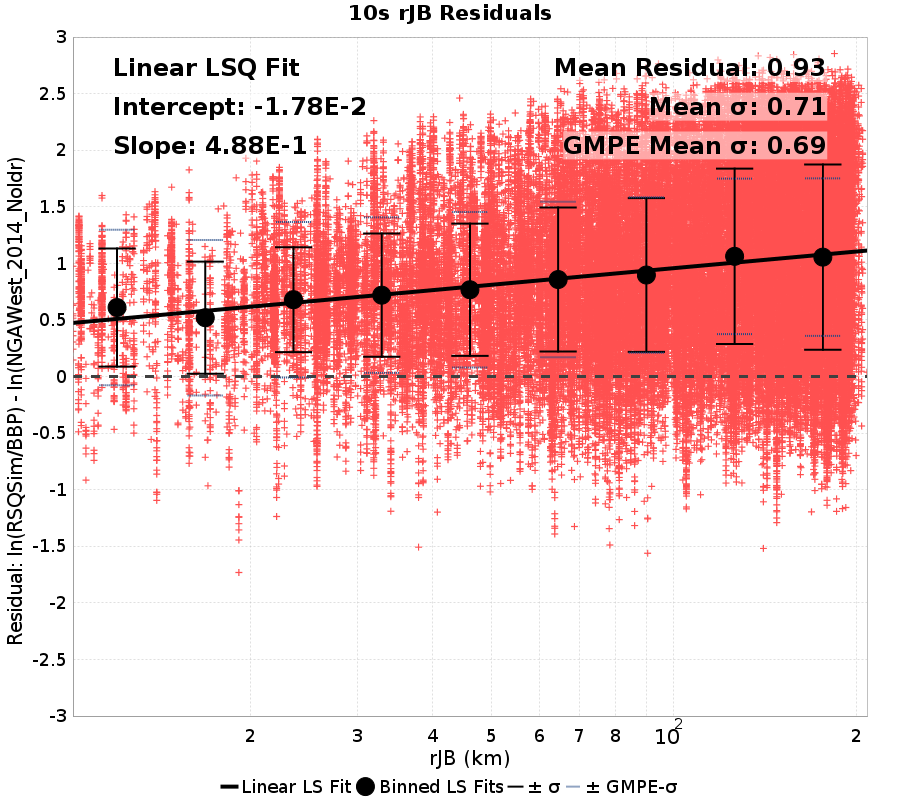 10s rJB Residuals
Linear LSQ Fit
Intercept: -1.78E-2
Slope: 4.88E-1
Mean Residual: 0.93
Mean σ: 0.71
GMPE Mean σ: 0.69
Residual: ln(RSQSim/BBP) - ln(NGAWest_2014_NoIdr)
3
2.5
2
1.5
1
0.5
0
-0.5
-1
-1.5
-2
-2.5
-3
2 3 4 5 6 7 8 10^2 2
rJB (km)
Linear LS Fit Binned LS Fits ± σ ± GMPE-σ